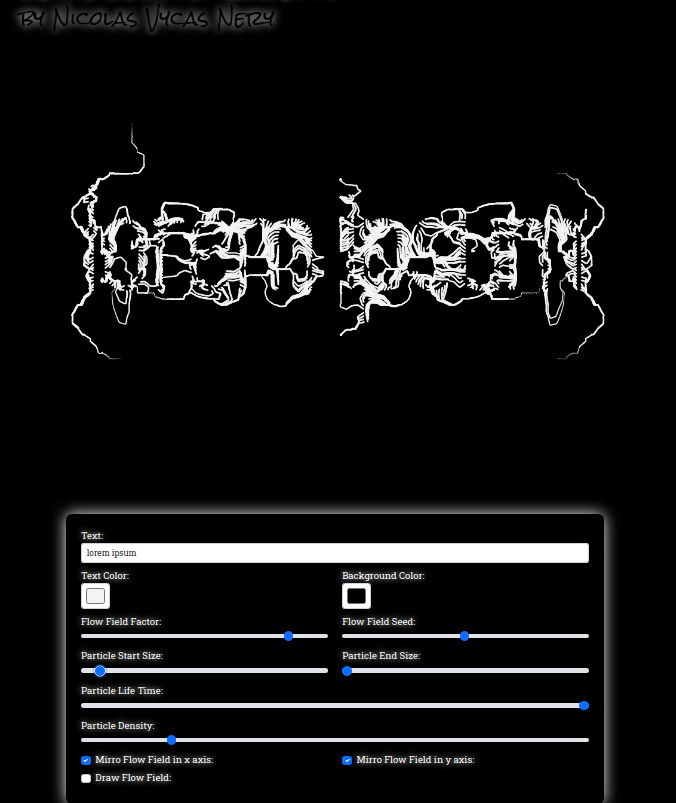 by Nicolas Vycas Nery
Text:
lorem ipsum
Text Color:
Background Color:
Flow Field Factor:
Flow Field Seed:
Particle Start Size:
Particle End Size:
Particle Life Time:
Particle Density:
Mirro Flow Field in x axis:
Mirro Flow Field in y axis:
Draw Flow Field: